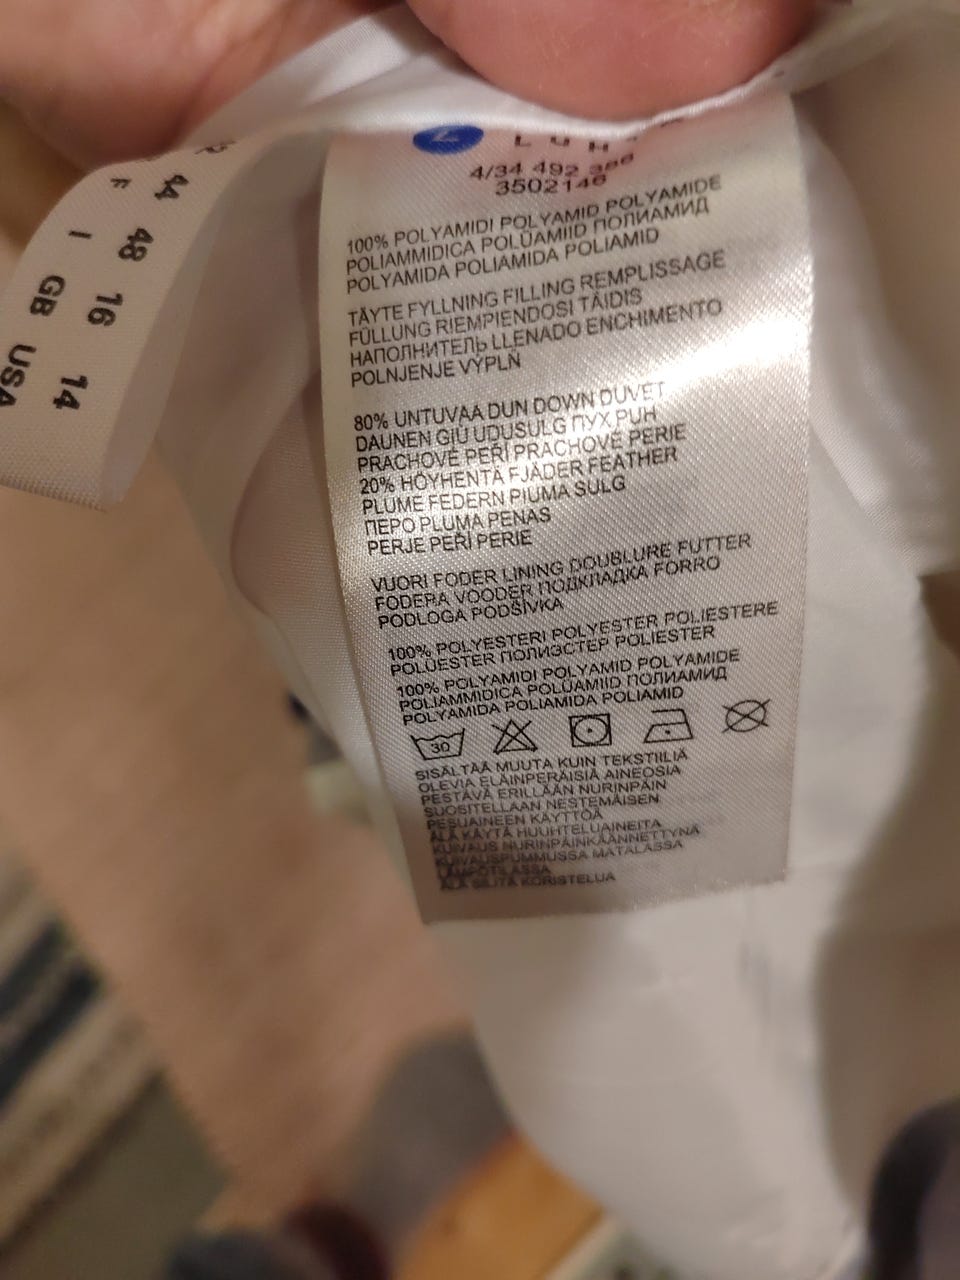 44 48 16 14
F I GB USA
L U H
4/34 492 386
3502146
100% POLYAMIDI POLYAMID POLYAMIDE
POLIAMMIDICA POLÜAMIID ПОЛИАМИД
POLYAMIDA POLIAMIDA POLIAMID
TÄYTE FYLLNING FILLING REMPLISSAGE
FÜLLUNG RIEMPIENDOSI TÄIDIS
НАПОЛНИТЕЛЬ LLENADO ENCHIMENTO
POLNJENJE VÝPLŇ
80% UNTUVAA DUN DOWN DUVET
DAUNEN GIÙ UDUSULG ПУХ PUH
PRACHOVÉ PEŘÍ PRACHOVÉ PERIE
20% HÖYHENTÄ FJÄDER FEATHER
PLUME FEDERN PIUMA SULG
ПЕРО PLUMA PENAS
PERJE PEŘÍ PERIE
VUORI FODER LINING DOUBLURE FUTTER
FODERA VOODER ПОДКЛАДКА FORRO
PODLOGA PODŠÍVKA
100% POLYESTERI POLYESTER POLIESTERE
POLÜESTER ПОЛИЭСТЕР POLIESTER
100% POLYAMIDI POLYAMID POLYAMIDE
POLIAMMIDICA POLÜAMIID ПОЛИАМИД
POLYAMIDA POLIAMIDA POLIAMID
30
SISÄLTÄÄ MUUTA KUIN TEKSTIILIÄ
OLEVIA ELÄINPERÄISIÄ AINEOSIA
PESTÄVÄ ERILLÄÄN NURINPÄIN
SUOSITELLAAN NESTEMÄISEN
PESUAINEEN KÄYTTÖÄ
ÄLÄ KÄYTÄ HUUHTELUAINEITA
KUIVAUS NURINPÄINKÄÄNNETTYNÄ
KUIVAUSRUMMUSSA MATALASSA
LÄMPÖTILASSA
ÄLÄ SILITÄ KORISTELUA